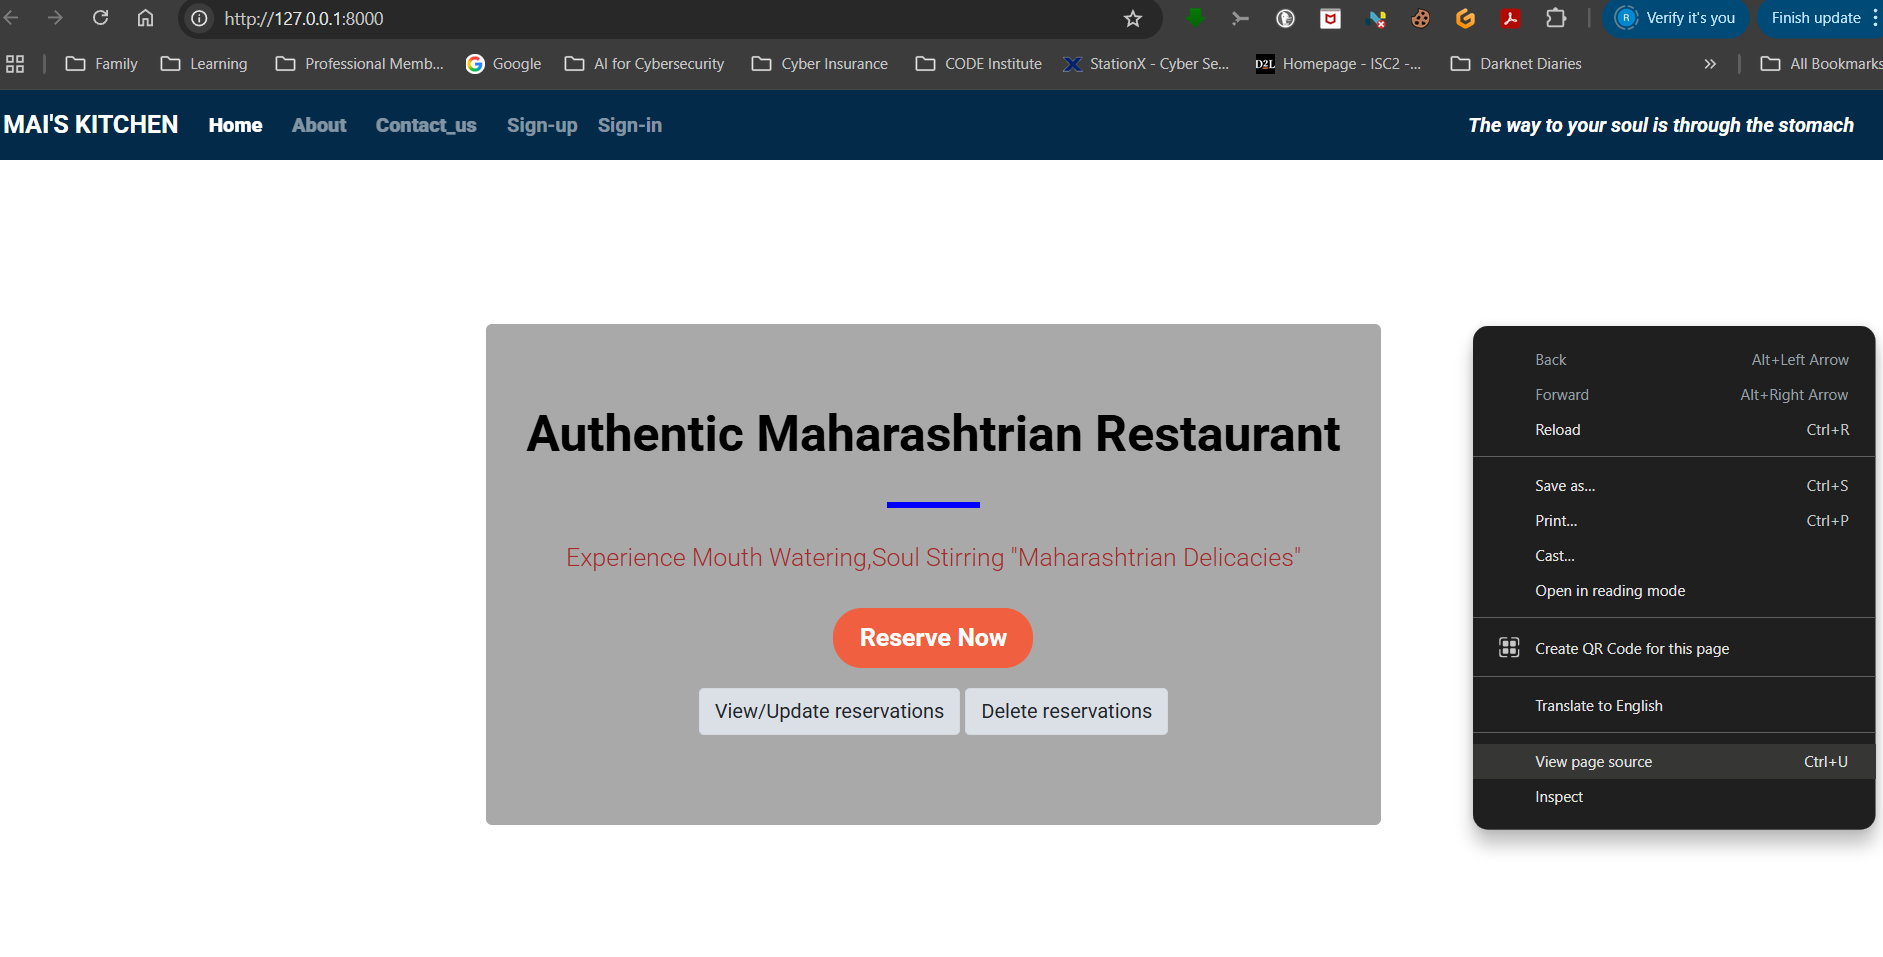 http://127.0.0.1:8000
Verify it's you
Finish update
Family
Learning
Professional Memb...
Google
AI for Cybersecurity
Cyber Insurance
CODE Institute
StationX - Cyber Se...
D2L
Homepage - ISC2 -...
Darknet Diaries
All Bookmarks
MAI'S KITCHEN Home About Contact_us Sign-up Sign-in
The way to your soul is through the stomach
Authentic Maharashtrian Restaurant
Experience Mouth Watering,Soul Stirring "Maharashtrian Delicacies"
Reserve Now
View/Update reservations
Delete reservations
Back Alt+Left Arrow
Forward Alt+Right Arrow
Reload Ctrl+R
Save as... Ctrl+S
Print... Ctrl+P
Cast...
Open in reading mode
Create QR Code for this page
Translate to English
View page source Ctrl+U
Inspect